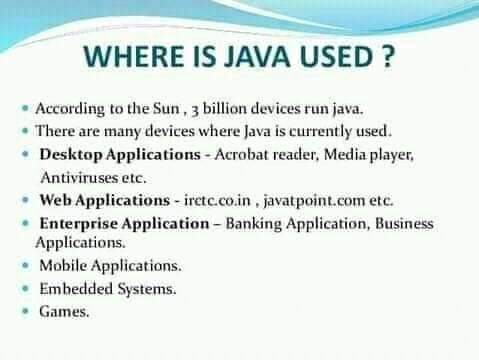 WHERE IS JAVA USED ?
• According to the Sun , 3 billion devices run java.
• There are many devices where Java is currently used.
• Desktop Applications - Acrobat reader, Media player,
Antiviruses etc.
• Web Applications - irctc.co.in , javatpoint.com etc.
• Enterprise Application – Banking Application, Business
Applications.
• Mobile Applications.
• Embedded Systems.
• Games.